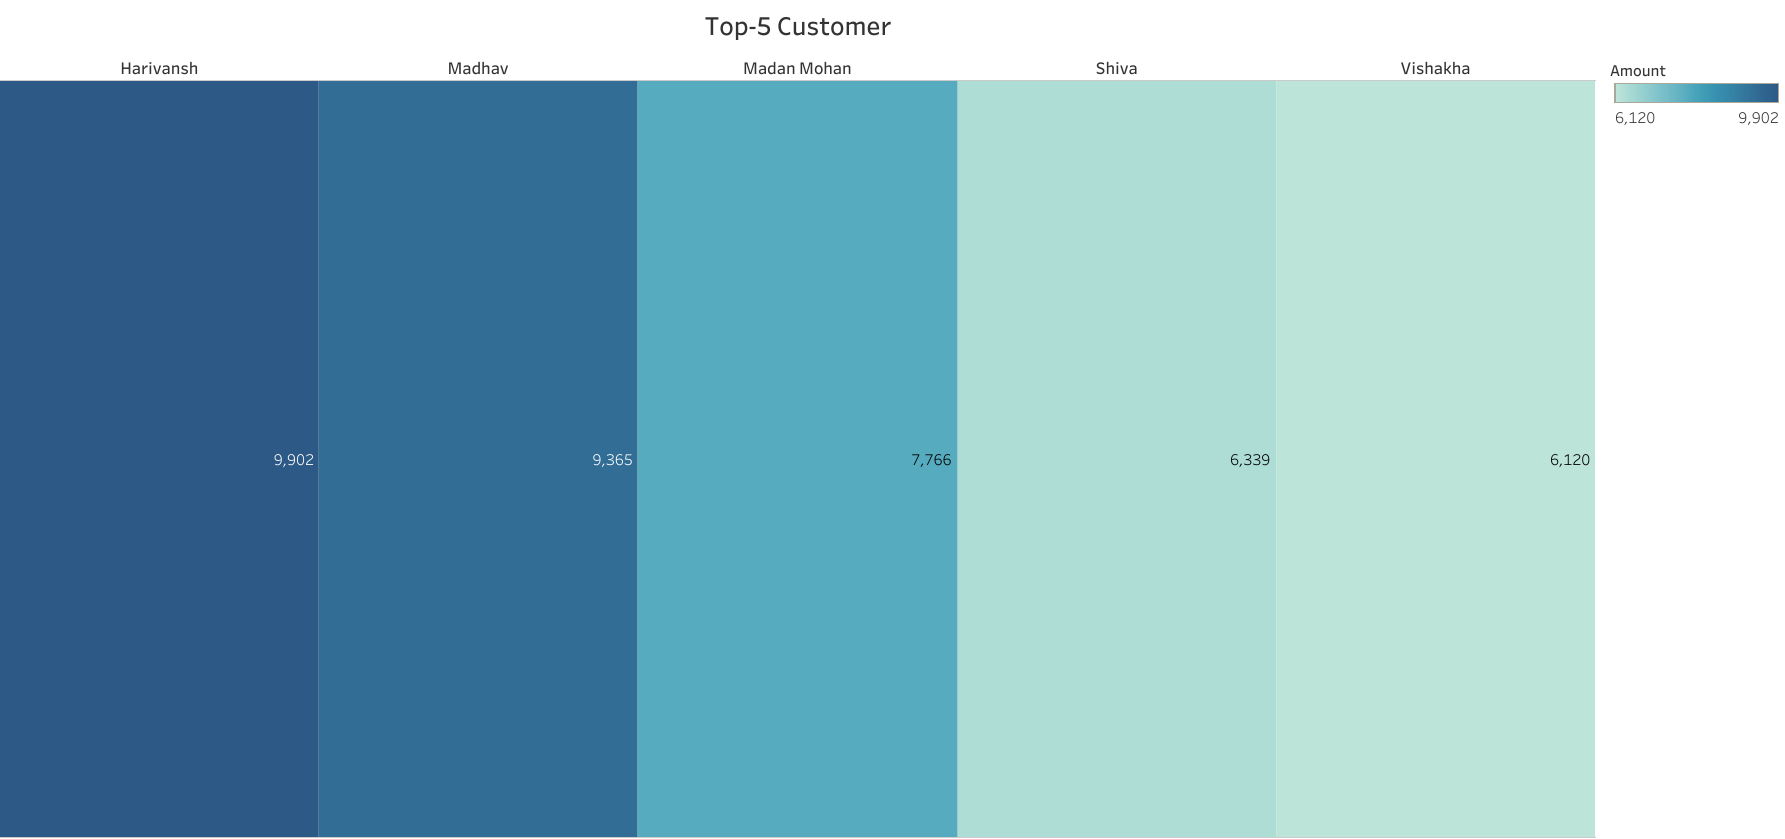 Top-5 Customer
Harivansh Madhav Madan Mohan Shiva Vishakha
Amount
6,120 9,902
9,902 9,365 7,766 6,339 6,120